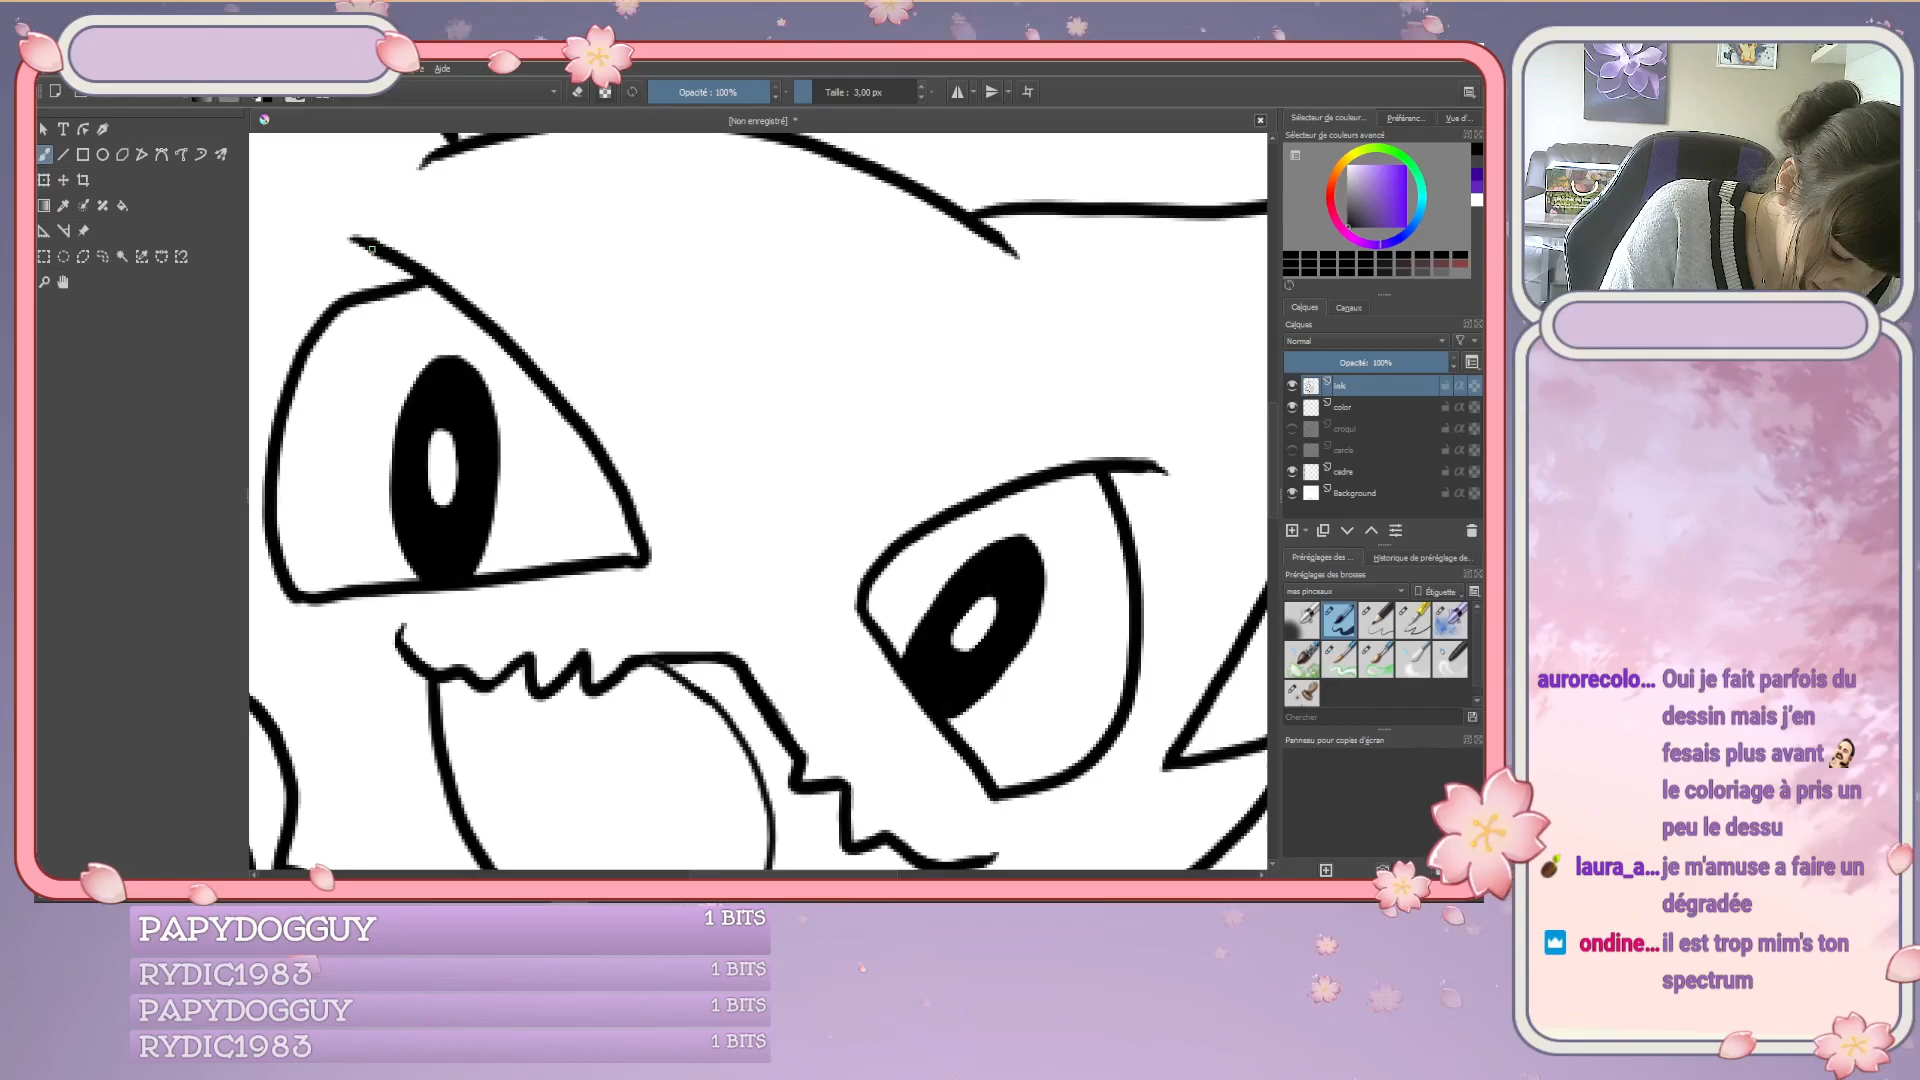 Aide
Opacité : 100%
Taille : 3,00 px
[Non enregistré] *
Sélecteur de couleur...
Préférenc...
Vue d'...
Sélecteur de couleurs avancé
Calques
Canaux
Calques
Normal
Opacité: 100%
ink
color
croqui
cercle
cadre
Background
Préréglages des ...
Historique de préréglage de...
Préréglages des brosses
mes pinceaux
Étiquette
Chercher
Panneau pour copies d'écran
aurorecolo... Oui je fait parfois du
dessin mais j'en
fesais plus avant
le coloriage à pris un
peu le dessu
laura_a... je m'amuse a faire un
dégradée
ondine... il est trop mim's ton
spectrum
PAPYDOGGUY 1 BITS
RYDIC1983 1 BITS
PAPYDOGGUY 1 BITS
RYDIC1983 1 BITS